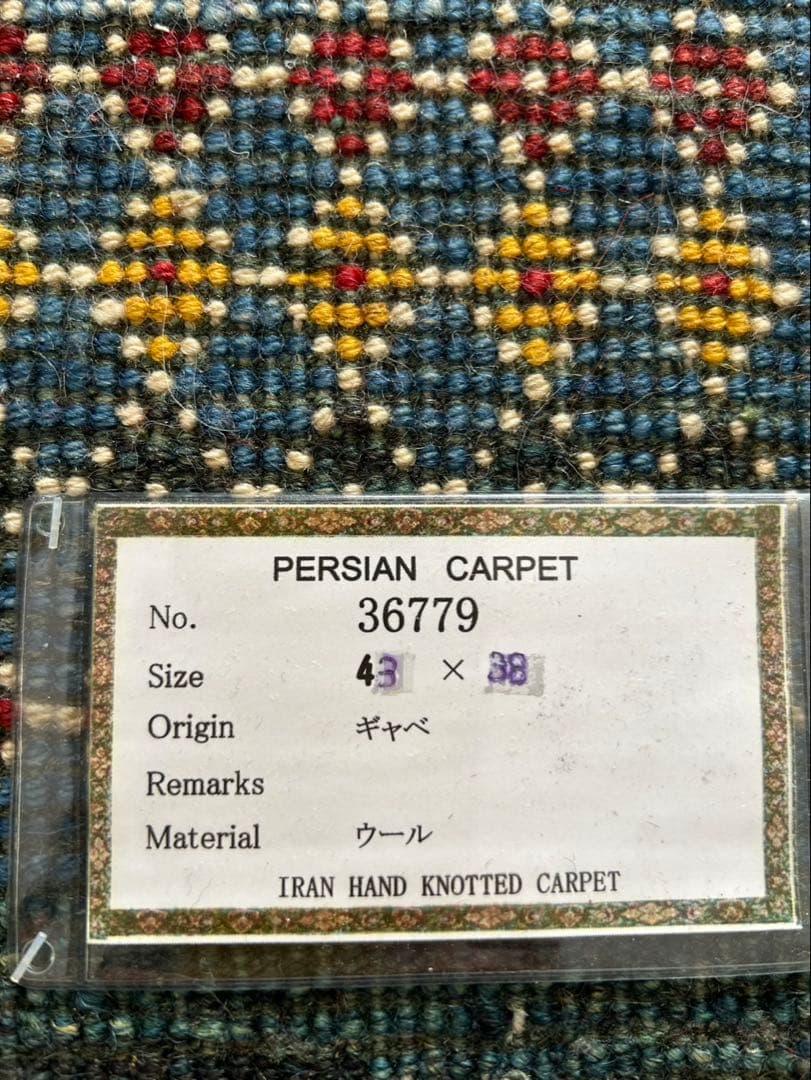 PERSIAN CARPET
No. 36779
Size 43 × 38
Origin ギャベ
Remarks
Material ウール
IRAN HAND KNOTTED CARPET